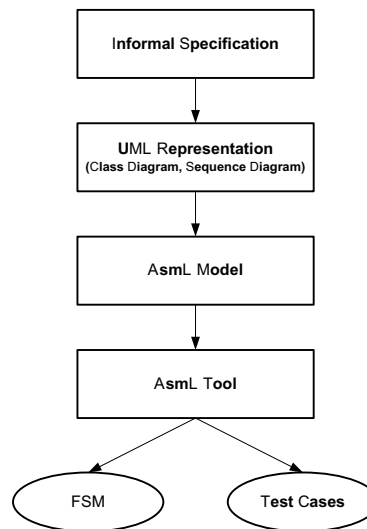 Informal Specification
UML Representation
(Class Diagram, Sequence Diagram)
AsmL Model
AsmL Tool
FSM
Test Cases